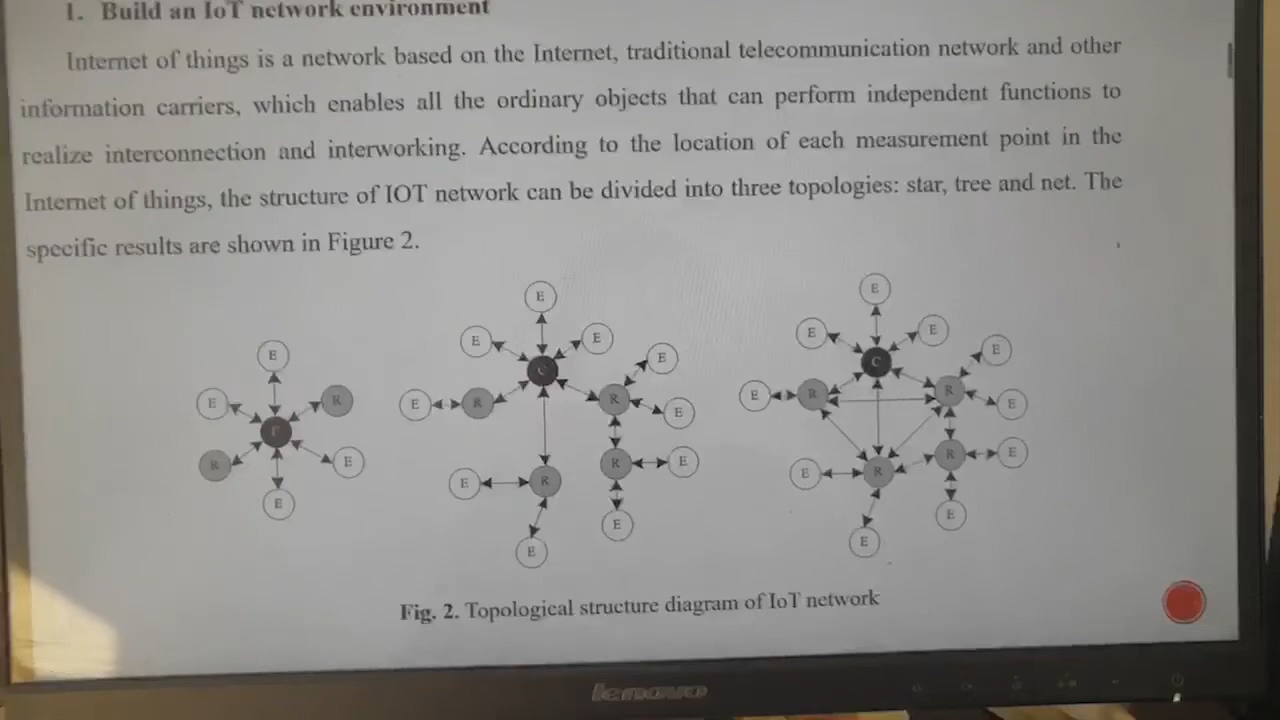 1. Build an IoT network environment
Internet of things is a network based on the Internet, traditional telecommunication network and other
information carriers, which enables all the ordinary objects that can perform independent functions to
realize interconnection and interworking. According to the location of each measurement point in the
Internet of things, the structure of IOT network can be divided into three topologies: star, tree and net. The
specific results are shown in Figure 2.
E
E R
C
R E
E
E
E E
C E
E R R E
R E
E R
E
E
E
E E
C E
E R R E
R E
E R
E
E
Fig. 2. Topological structure diagram of IoT network
lenovo